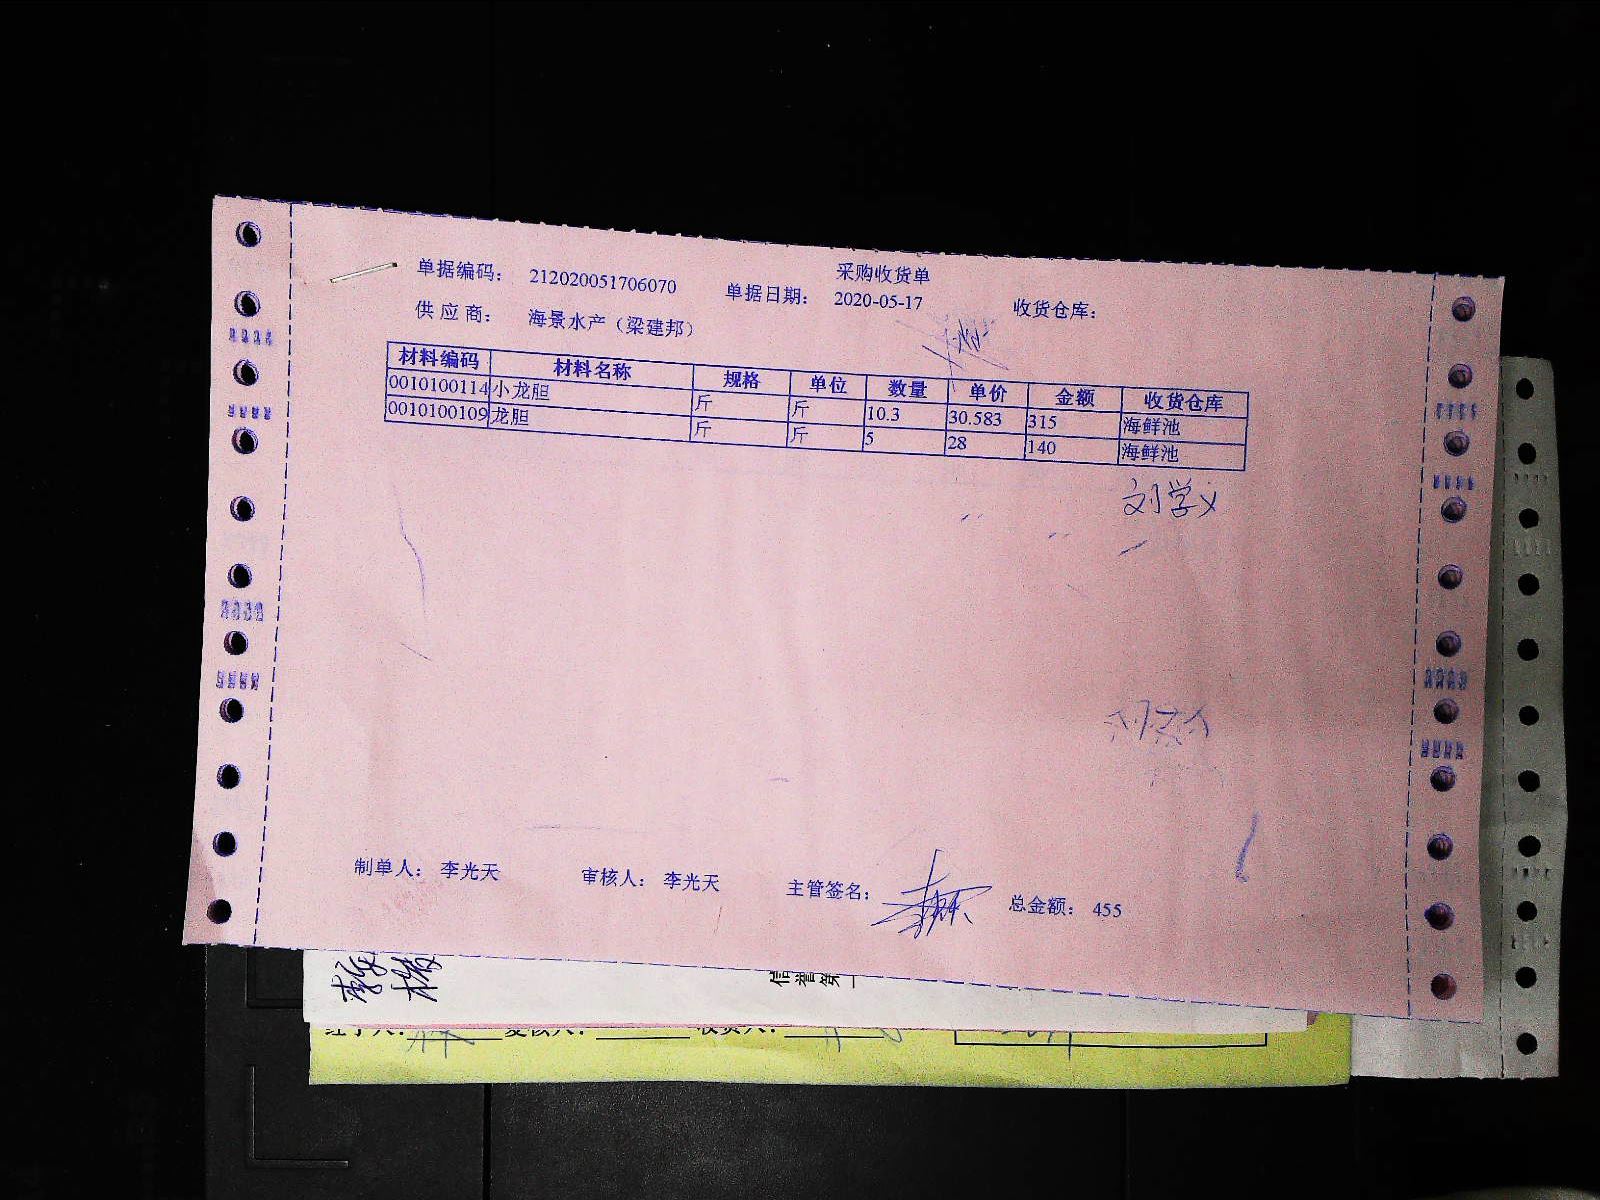 采购收货单
单据编码： 212020051706070 单据日期： 2020-05-17 收货仓库：
供 应 商： 海景水产（梁建邦）
材料编码 材料名称 规格 单位 数量 单价 金额 收货仓库
0010100114 小龙胆 斤 斤 10.3 30.583 315 海鲜池
0010100109 龙胆 斤 斤 5 28 140 海鲜池
刘学义
制单人： 李光天 审核人： 李光天 主管签名： 总金额： 455
信誉第一